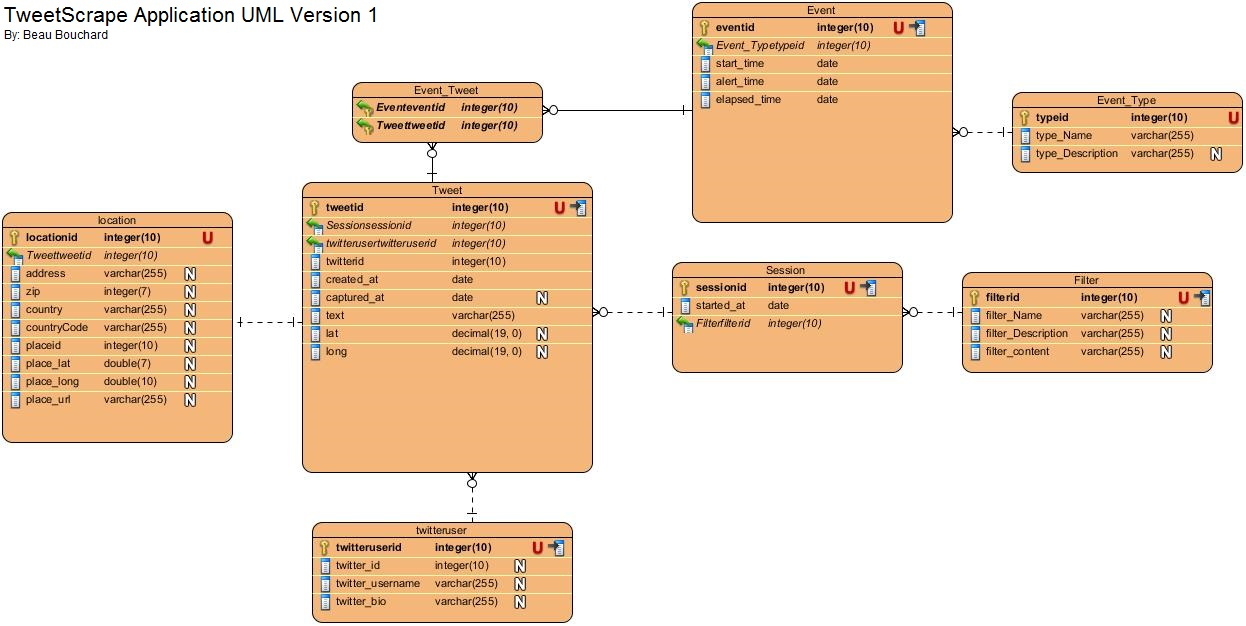 TweetScrape Application UML Version 1
By: Beau Bouchard
Event
eventid integer(10) U
Event_Typetypeid integer(10)
start_time date
alert_time date
elapsed_time date
Event_Tweet
Eventeventid integer(10)
Tweettweetid integer(10)
Event_Type
typeid integer(10) U
type_Name varchar(255)
type_Description varchar(255) N
Tweet
tweetid integer(10) U
Sessionsessionid integer(10)
twitterusertwitteruserid integer(10)
twitterid integer(10)
created_at date
captured_at date N
text varchar(255)
lat decimal(19, 0) N
long decimal(19, 0) N
location
locationid integer(10) U
Tweettweetid integer(10)
address varchar(255) N
zip integer(7) N
country varchar(255) N
countryCode varchar(255) N
placeid integer(10) N
place_lat double(7) N
place_long double(10) N
place_url varchar(255) N
Session
sessionid integer(10) U
started_at date
Filterfilterid integer(10)
Filter
filterid integer(10) U
filter_Name varchar(255) N
filter_Description varchar(255) N
filter_content varchar(255) N
twitteruser
twitteruserid integer(10) U
twitter_id integer(10) N
twitter_username varchar(255) N
twitter_bio varchar(255) N